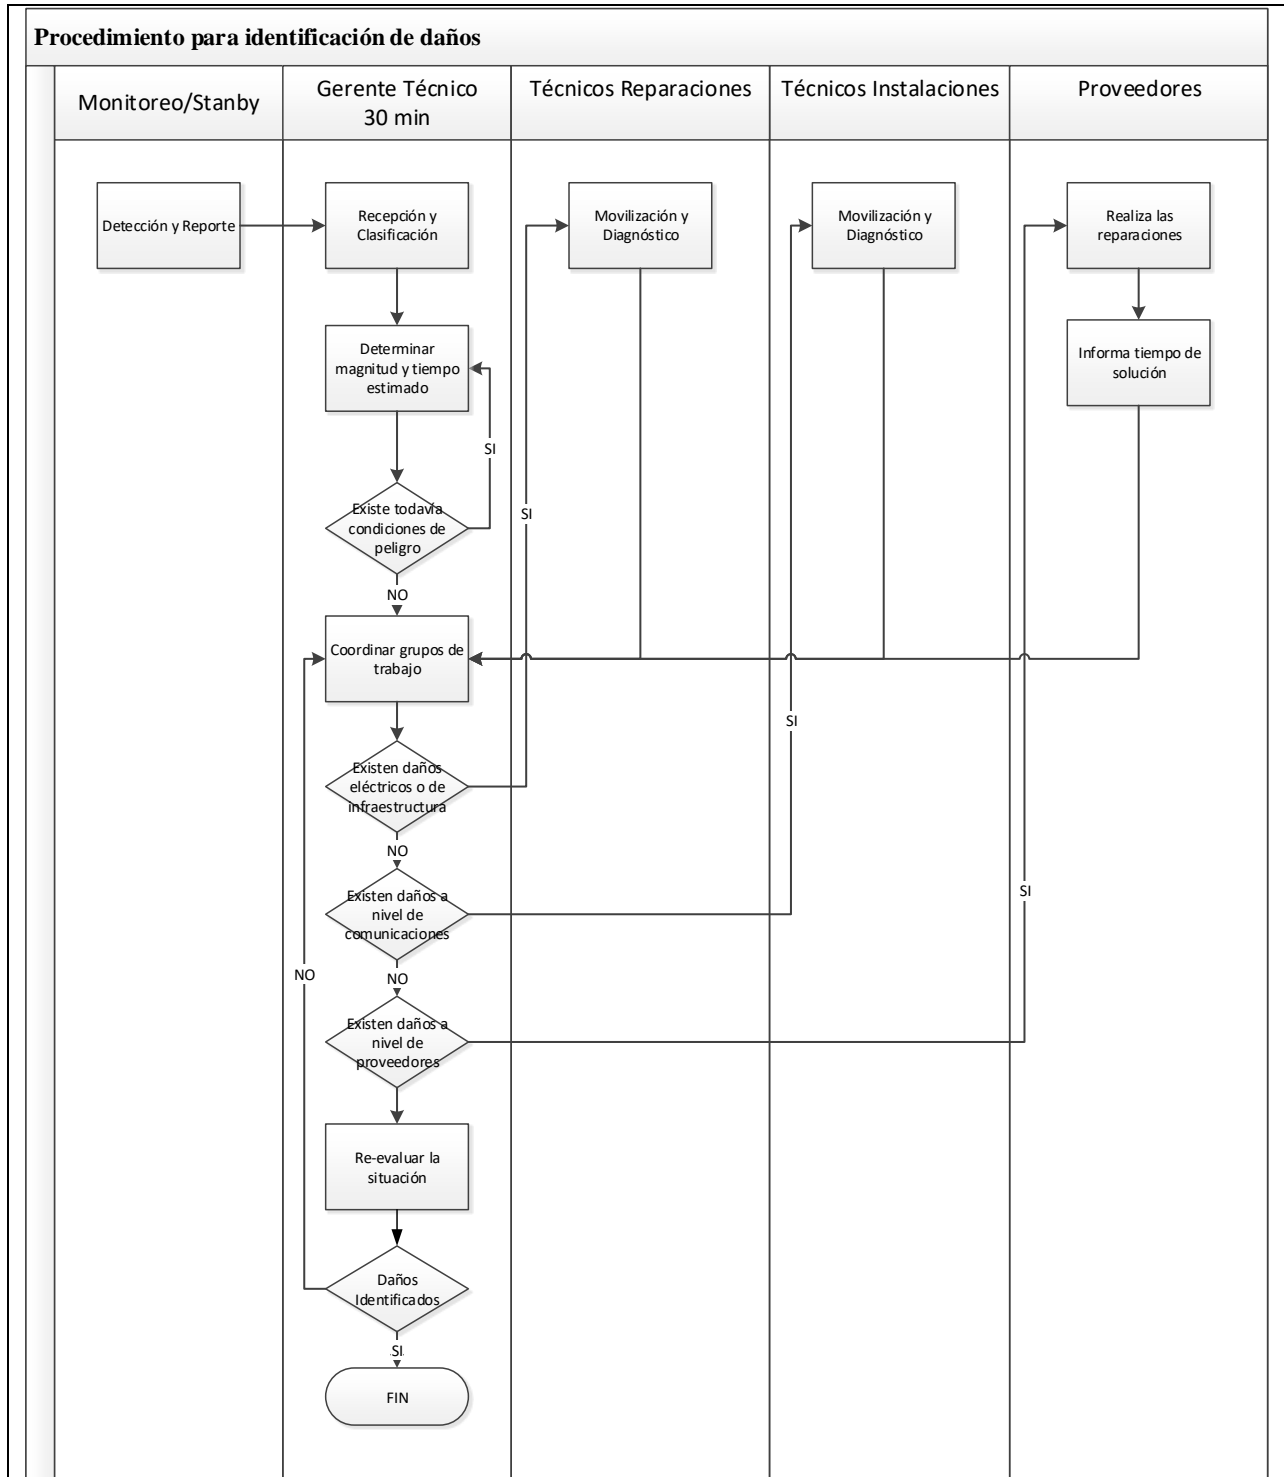 Procedimiento para identificación de daños
Monitoreo/Stanby
Gerente Técnico
30 min
Técnicos Reparaciones
Técnicos Instalaciones
Proveedores
Detección y Reporte
Recepción y
Clasificación
Movilización y
Diagnóstico
Movilización y
Diagnóstico
Realiza las
reparaciones
Determinar
magnitud y tiempo
estimado
Informa tiempo de
solución
SI
Existe todavía
condiciones de
peligro
SI
NO
Coordinar grupos de
trabajo
SI
Existen daños
eléctricos o de
infraestructura
NO
Existen daños a
nivel de
comunicaciones
SI
NO
NO
Existen daños a
nivel de
proveedores
Re-evaluar la
situación
Daños
Identificados
SI
FIN